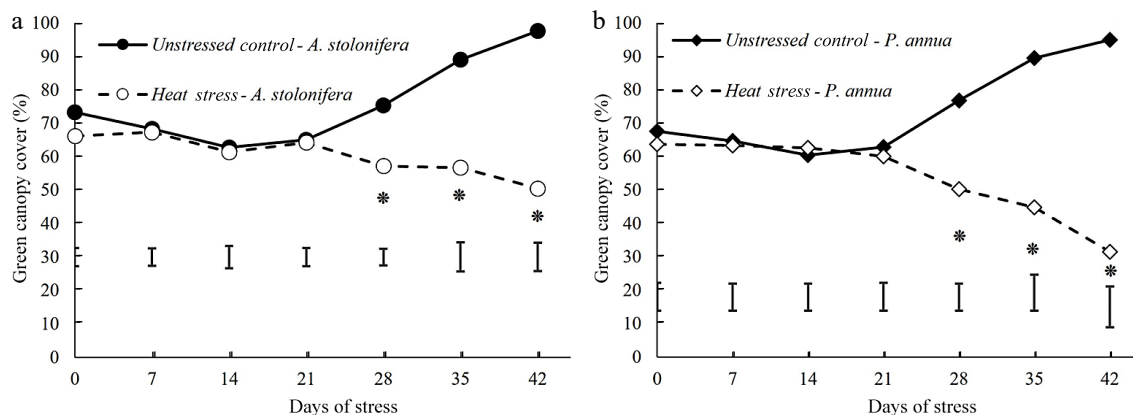 a
100
90
80
70
60
50
40
30
20
10
0
Green canopy cover (%)
Unstressed control - A. stolonifera
Heat stress - A. stolonifera
*
*
*
0 7 14 21 28 35 42
Days of stress
b
100
90
80
70
60
50
40
30
20
10
0
Green canopy cover (%)
Unstressed control - P. annua
Heat stress - P. annua
*
*
*
0 7 14 21 28 35 42
Days of stress